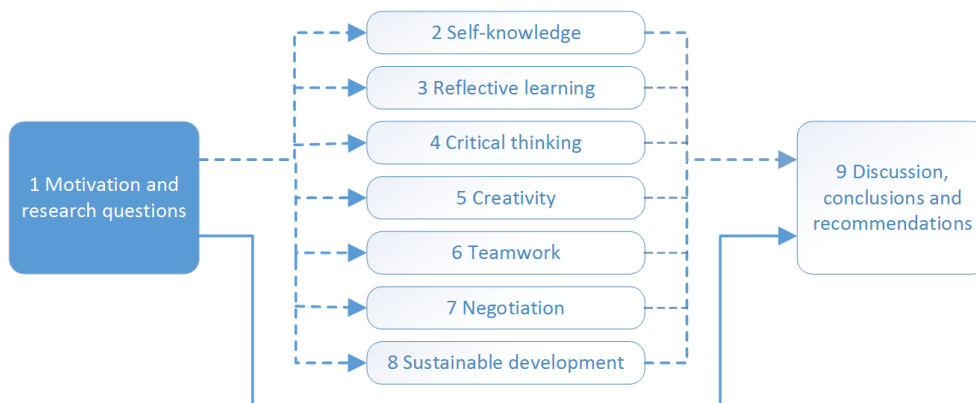 2 Self-knowledge
3 Reflective learning
4 Critical thinking
1 Motivation and
research questions
5 Creativity
9 Discussion,
conclusions and
recommendations
6 Teamwork
7 Negotiation
8 Sustainable development